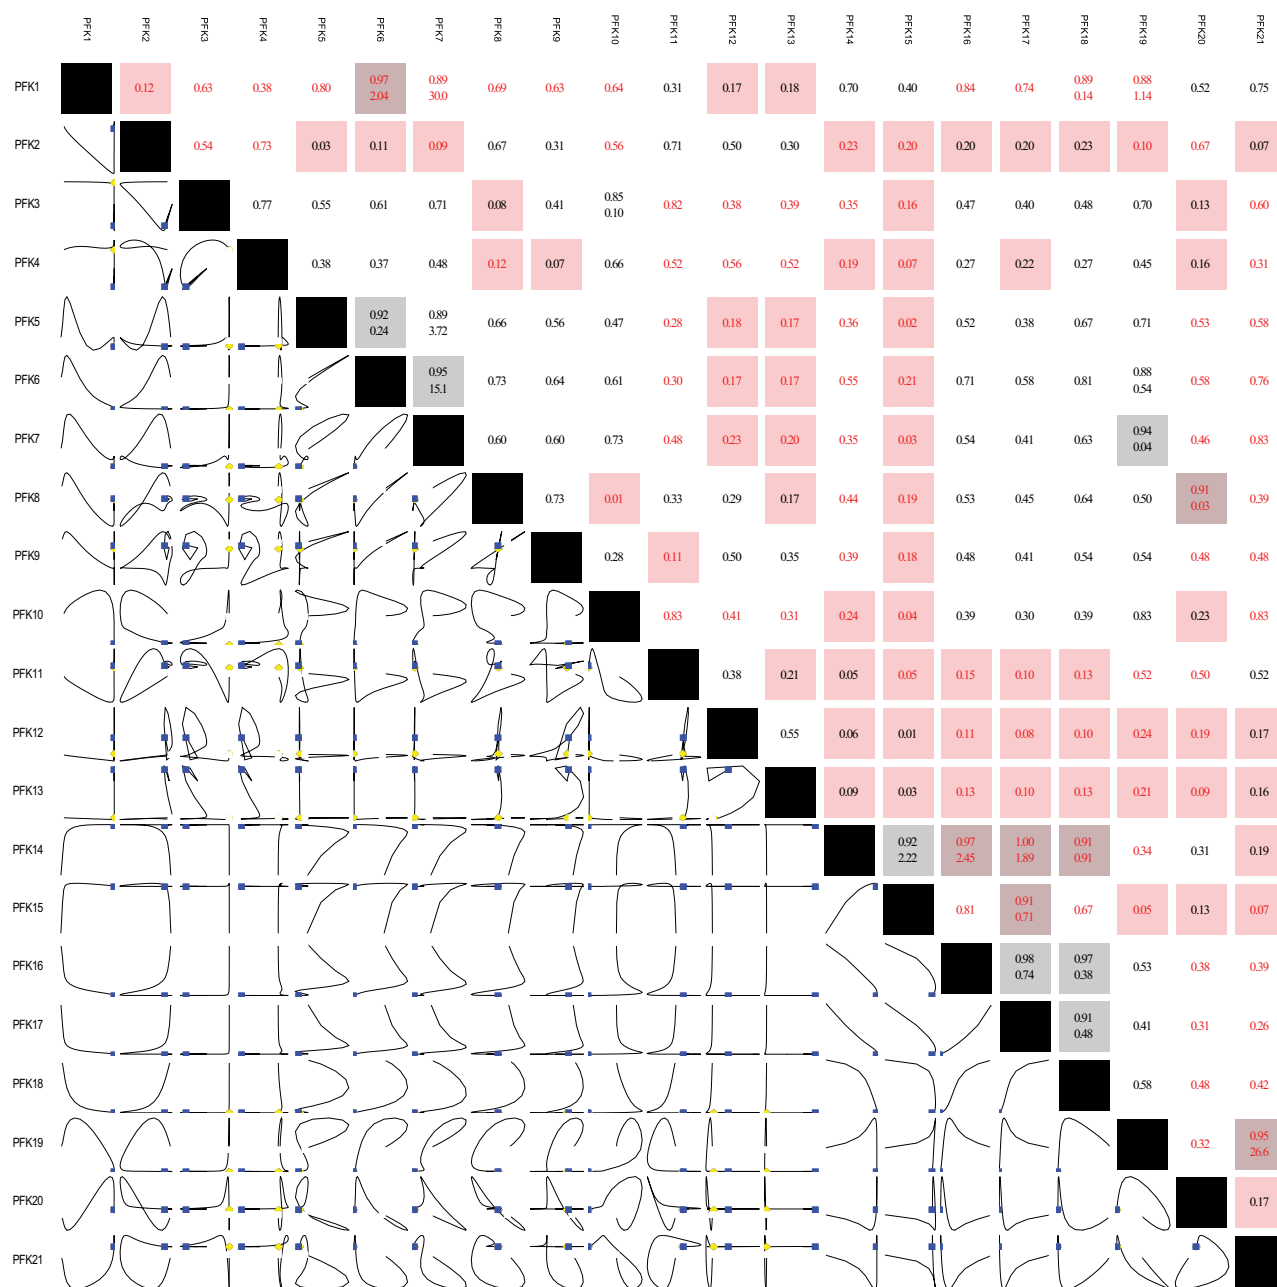 PFK1 PFK2 PFK3 PFK4 PFK5 PFK6 PFK7 PFK8 PFK9 PFK10 PFK11 PFK12 PFK13 PFK14 PFK15 PFK16 PFK17 PFK18 PFK19 PFK20 PFK21
PFK1 0.12 0.63 0.38 0.80 0.97 0.89 0.69 0.63 0.64 0.31 0.17 0.18 0.70 0.40 0.84 0.74 0.89 0.88 0.52 0.75
2.04 30.0 0.14 1.14
PFK2 0.54 0.73 0.03 0.11 0.09 0.67 0.31 0.56 0.71 0.50 0.30 0.23 0.20 0.20 0.20 0.23 0.10 0.67 0.07
PFK3 0.77 0.55 0.61 0.71 0.08 0.41 0.85 0.82 0.38 0.39 0.35 0.16 0.47 0.40 0.48 0.70 0.13 0.60
0.10
PFK4 0.38 0.37 0.48 0.12 0.07 0.66 0.52 0.56 0.52 0.19 0.07 0.27 0.22 0.27 0.45 0.16 0.31
PFK5 0.92 0.89 0.66 0.56 0.47 0.28 0.18 0.17 0.36 0.02 0.52 0.38 0.67 0.71 0.53 0.58
0.24 3.72
PFK6 0.95 0.73 0.64 0.61 0.30 0.17 0.17 0.55 0.21 0.71 0.58 0.81 0.88 0.58 0.76
15.1 0.54
PFK7 0.60 0.60 0.73 0.48 0.23 0.20 0.35 0.03 0.54 0.41 0.63 0.94 0.46 0.83
0.04
PFK8 0.73 0.01 0.33 0.29 0.17 0.44 0.19 0.53 0.45 0.64 0.50 0.91 0.39
0.03
PFK9 0.28 0.11 0.50 0.35 0.39 0.18 0.48 0.41 0.54 0.54 0.48 0.48
PFK10 0.83 0.41 0.31 0.24 0.04 0.39 0.30 0.39 0.83 0.23 0.83
PFK11 0.38 0.21 0.05 0.05 0.15 0.10 0.13 0.52 0.50 0.52
PFK12 0.55 0.06 0.01 0.11 0.08 0.10 0.24 0.19 0.17
PFK13 0.09 0.03 0.13 0.10 0.13 0.21 0.09 0.16
PFK14 0.92 0.97 1.00 0.91 0.34 0.31 0.19
2.22 2.45 1.89 0.91
PFK15 0.81 0.91 0.67 0.05 0.13 0.07
0.71
PFK16 0.98 0.97 0.53 0.38 0.39
0.74 0.38
PFK17 0.91 0.41 0.31 0.26
0.48
PFK18 0.58 0.48 0.42
PFK19 0.32 0.95
26.6
PFK20 0.17
PFK21